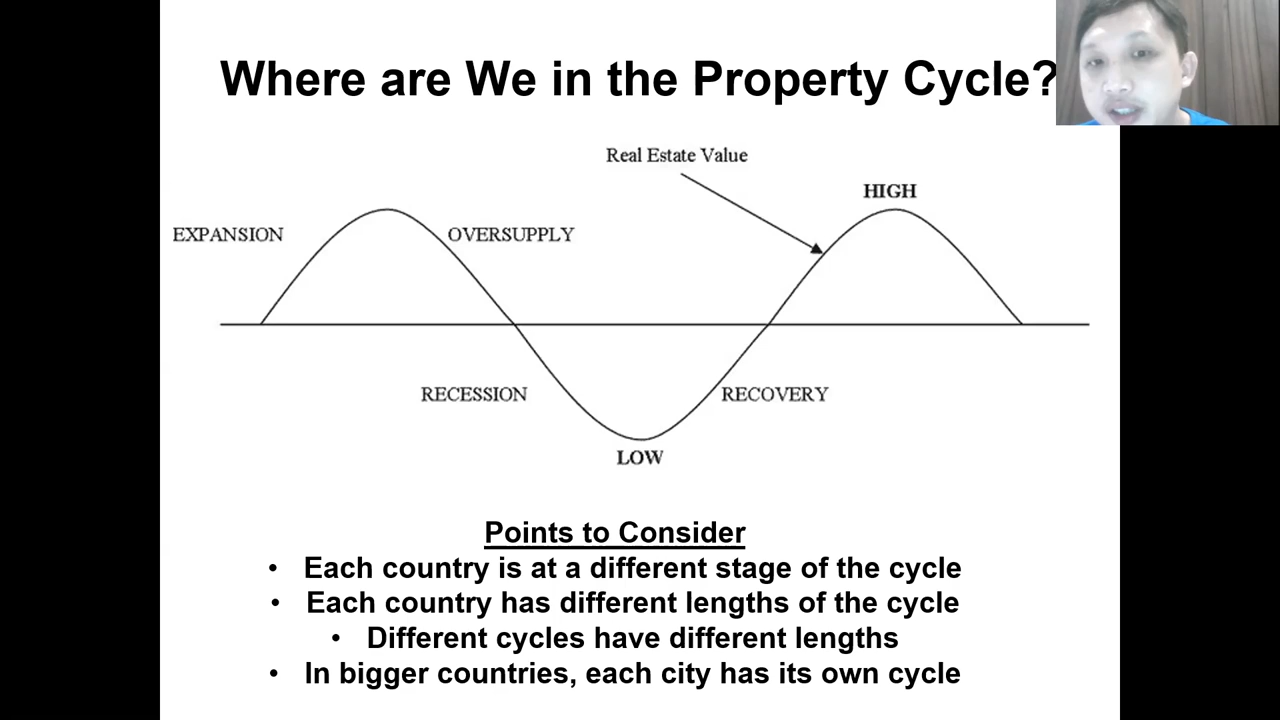 Where are We in the Property Cycle?
Real Estate Value
HIGH
EXPANSION
OVERSUPPLY
RECESSION
RECOVERY
LOW
Points to Consider
• Each country is at a different stage of the cycle
• Each country has different lengths of the cycle
• Different cycles have different lengths
• In bigger countries, each city has its own cycle